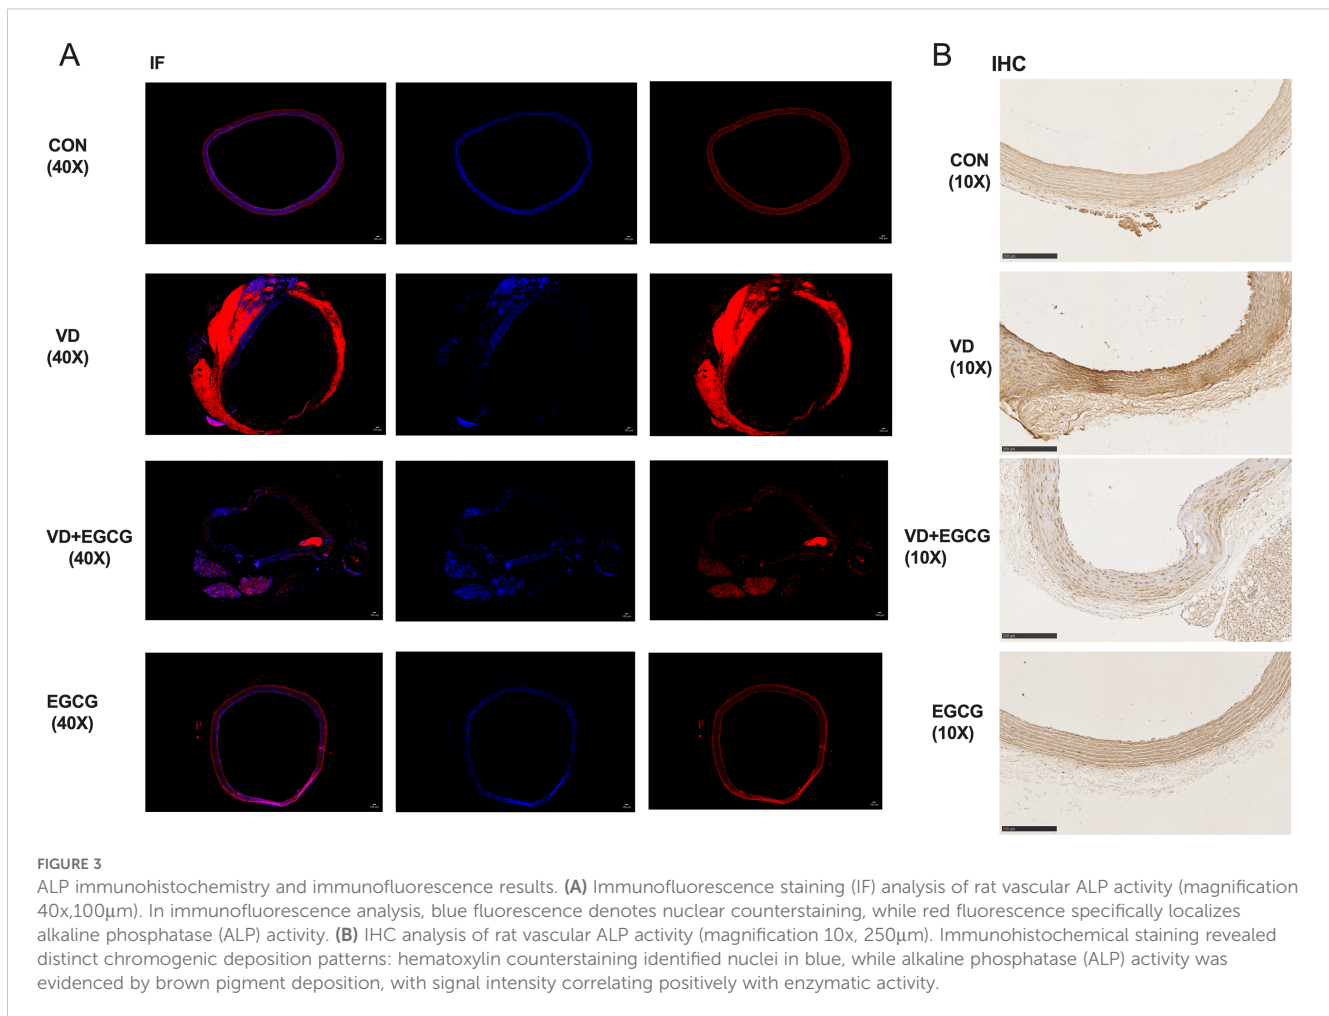 A
IF
B
IHC
CON
(40X)
CON
(10X)
VD
(40X)
VD
(10X)
VD+EGCG
(40X)
VD+EGCG
(10X)
EGCG
(40X)
EGCG
(10X)
250 μm
FIGURE 3
ALP immunohistochemistry and immunofluorescence results. (A) Immunofluorescence staining (IF) analysis of rat vascular ALP activity (magnification
40x,100μm). In immunofluorescence analysis, blue fluorescence denotes nuclear counterstaining, while red fluorescence specifically localizes
alkaline phosphatase (ALP) activity. (B) IHC analysis of rat vascular ALP activity (magnification 10x, 250μm). Immunohistochemical staining revealed
distinct chromogenic deposition patterns: hematoxylin counterstaining identified nuclei in blue, while alkaline phosphatase (ALP) activity was
evidenced by brown pigment deposition, with signal intensity correlating positively with enzymatic activity.